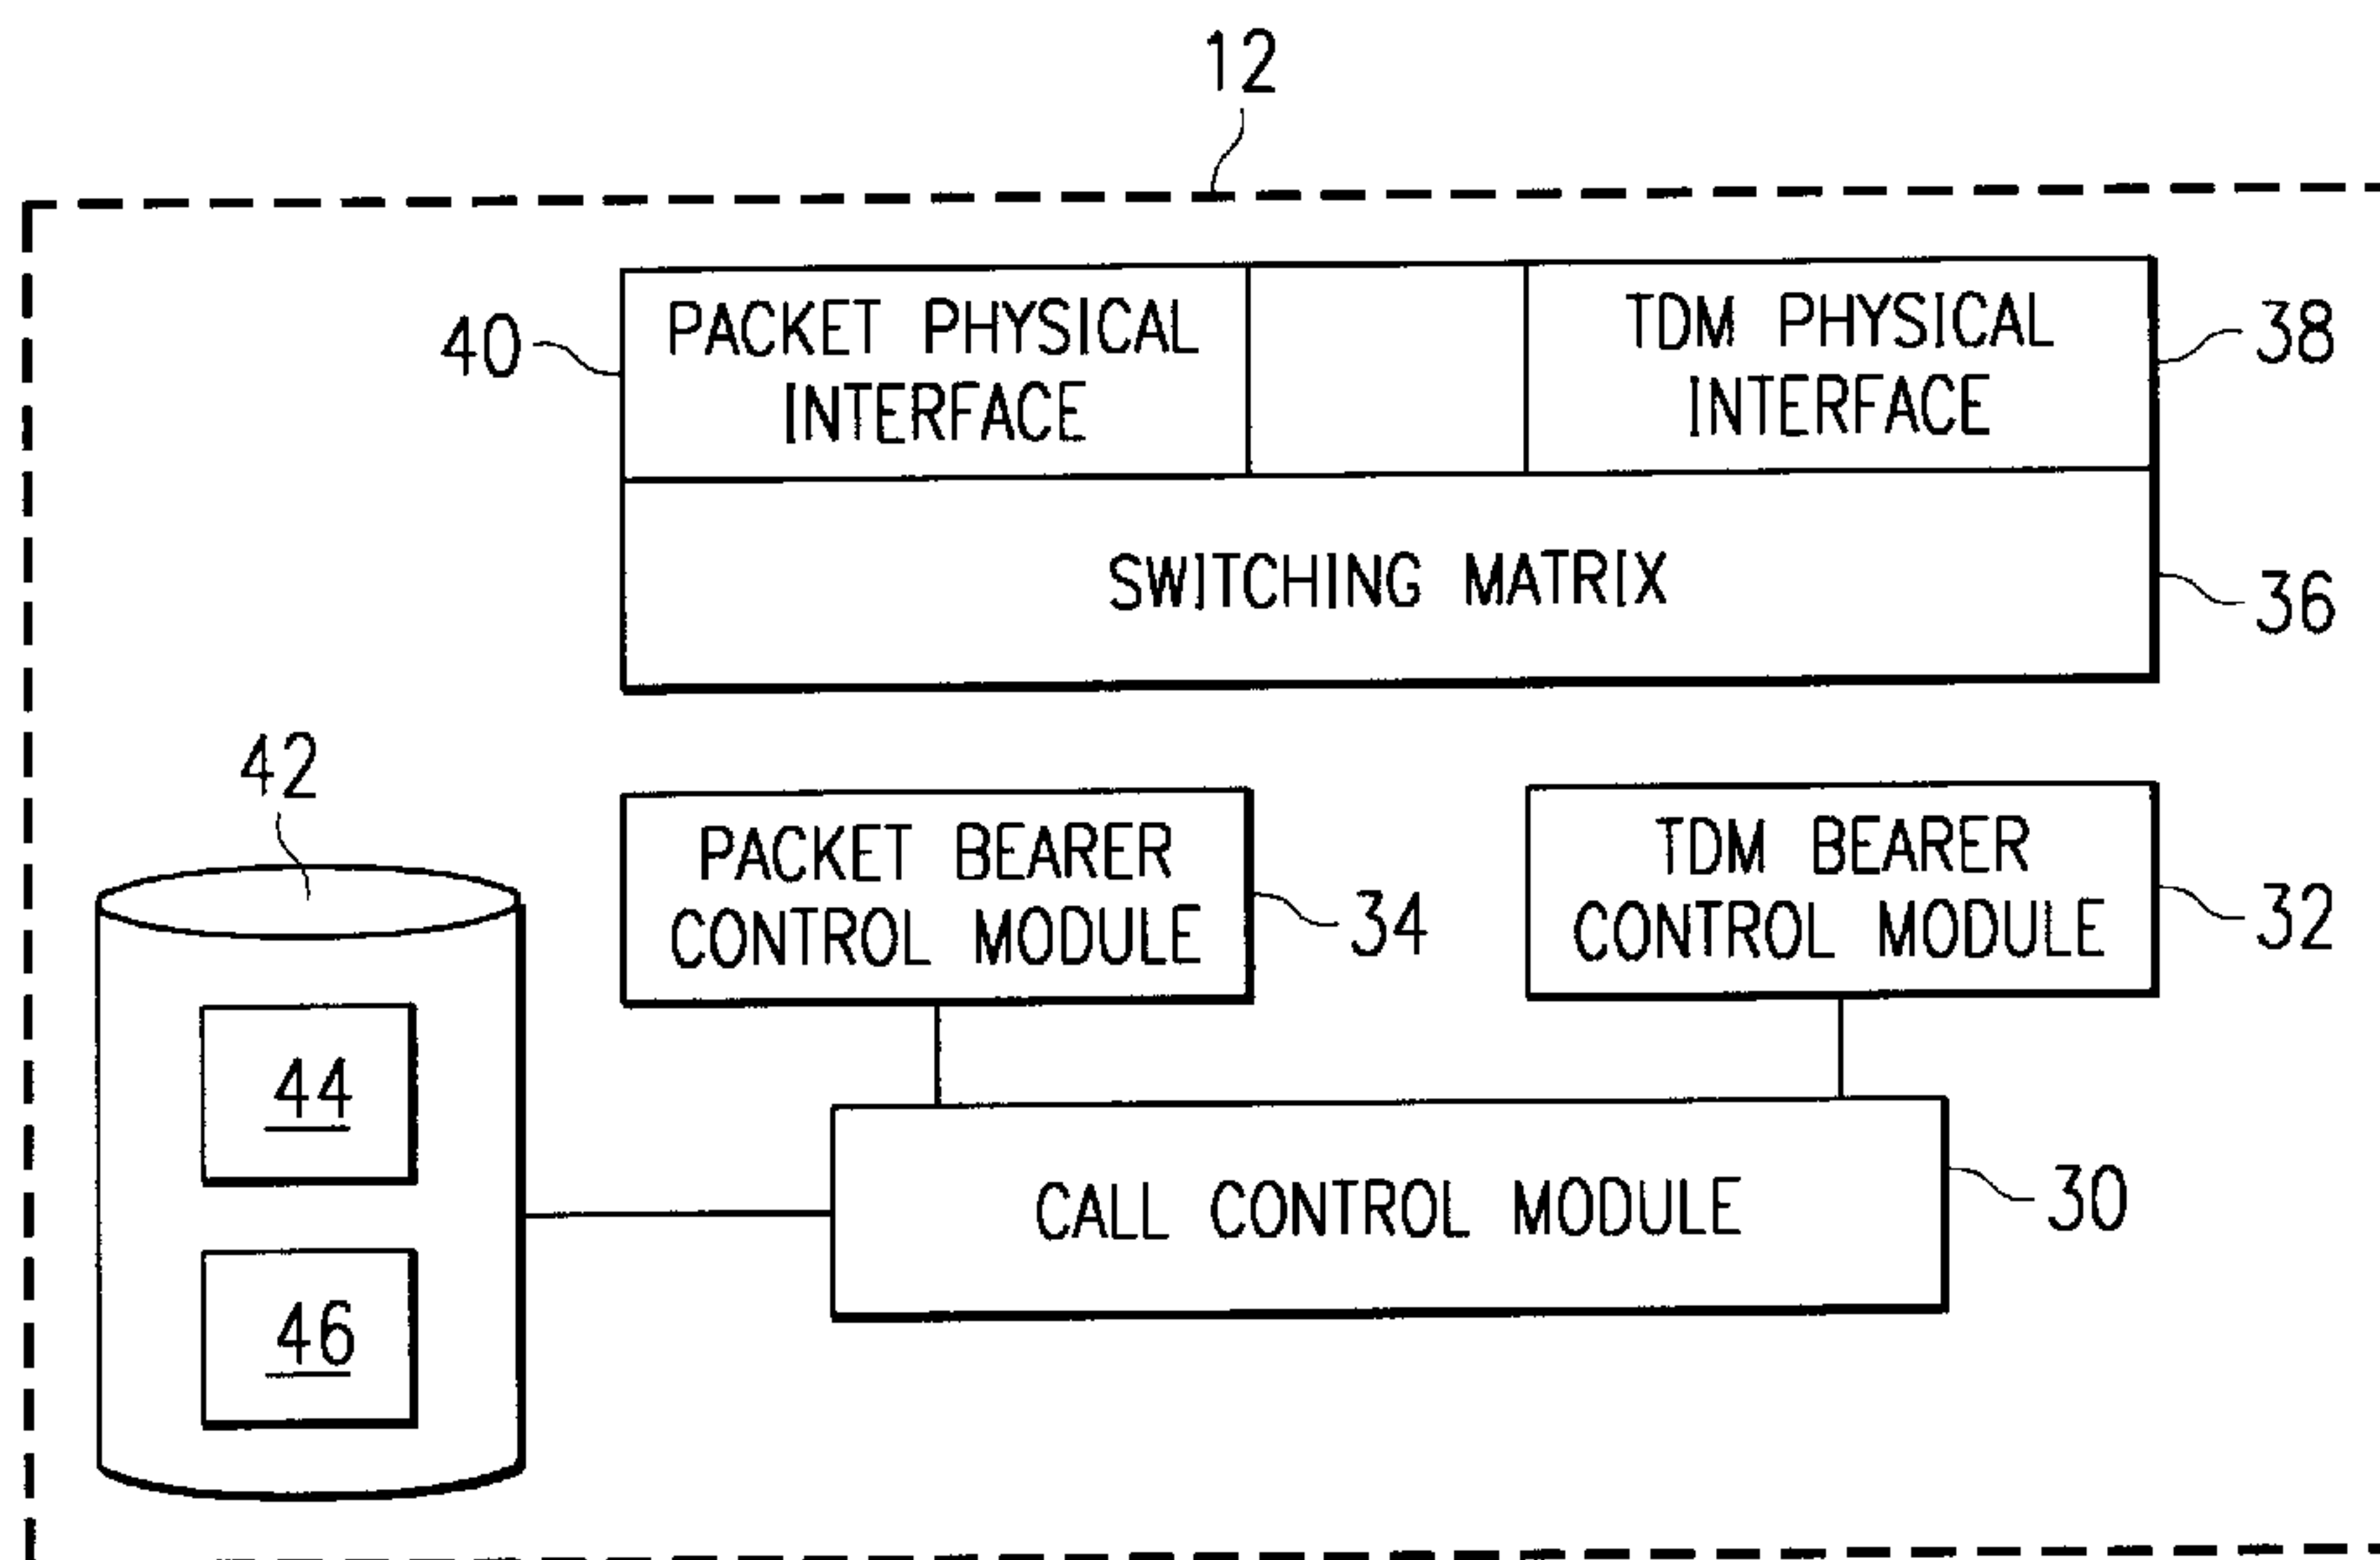 12
40
PACKET PHYSICAL
INTERFACE
TDM PHYSICAL
INTERFACE
38
SWITCHING MATRIX
36
42
PACKET BEARER
CONTROL MODULE
34
TDM BEARER
CONTROL MODULE
32
44
46
CALL CONTROL MODULE
30